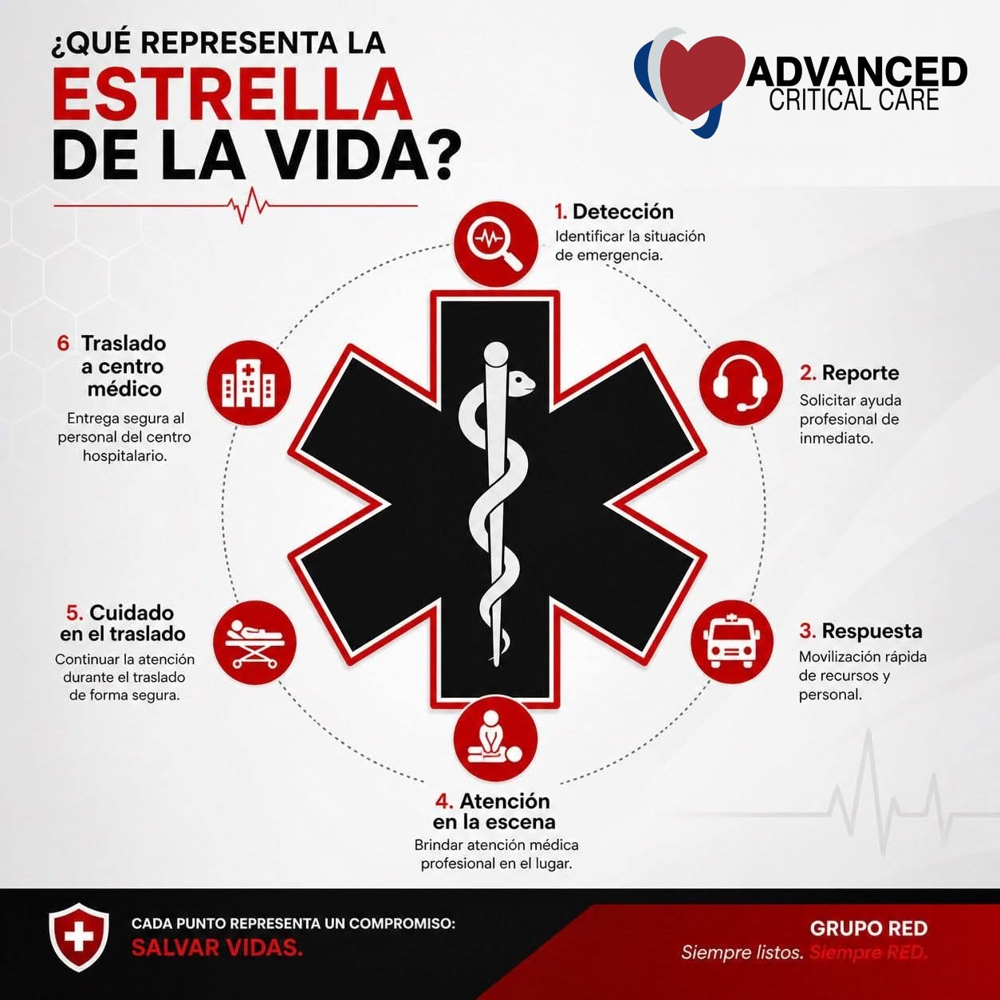 ¿QUÉ REPRESENTA LA
ESTRELLA
DE LA VIDA?
ADVANCED
CRITICAL CARE
1. Detección
Identificar la situación
de emergencia.
2. Reporte
Solicitar ayuda
profesional de
inmediato.
3. Respuesta
Movilización rápida
de recursos y
personal.
4. Atención
en la escena
Brindar atención médica
profesional en el lugar.
5. Cuidado
en el traslado
Continuar la atención
durante el traslado
de forma segura.
6 Traslado
a centro
médico
Entrega segura al
personal del centro
hospitalario.
CADA PUNTO REPRESENTA UN COMPROMISO:
SALVAR VIDAS.
GRUPO RED
Siempre listos. Siempre RED.